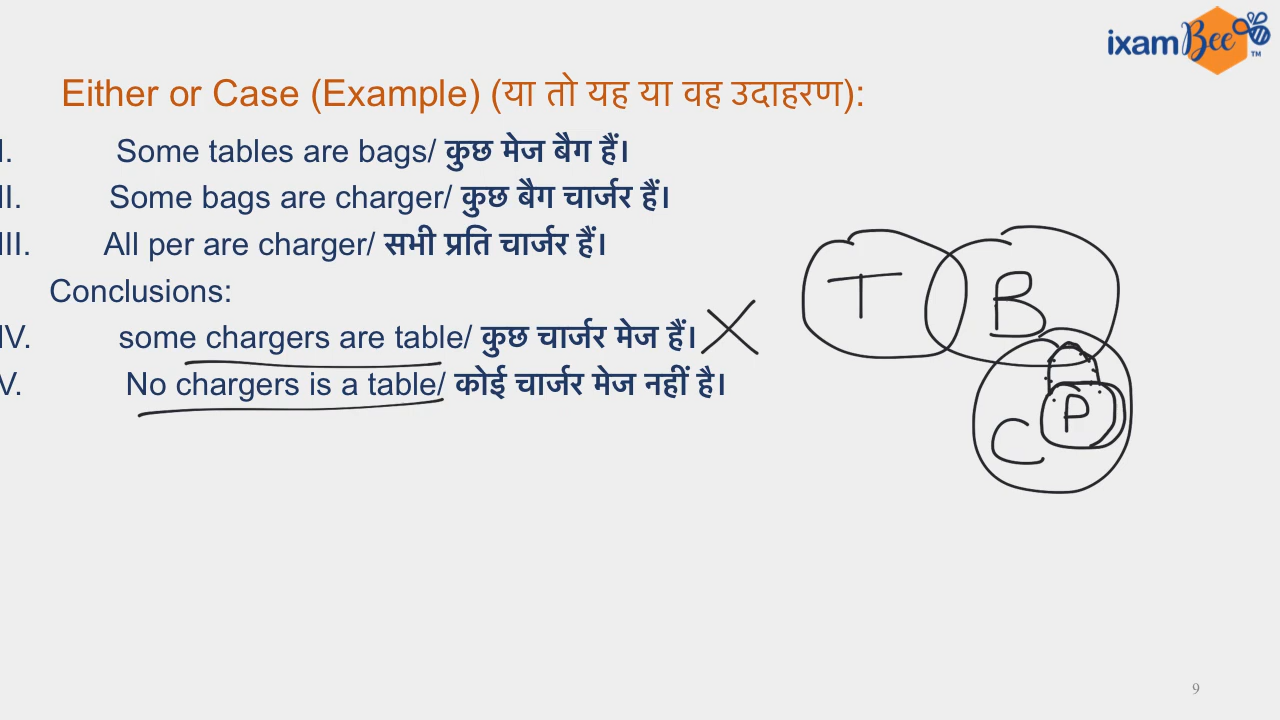 ixamBee™
Either or Case (Example) (या तो यह या वह उदाहरण):
I. Some tables are bags/ कुछ मेज बैग हैं।
II. Some bags are charger/ कुछ बैग चार्जर हैं।
III. All per are charger/ सभी प्रति चार्जर हैं।
Conclusions:
IV. some chargers are table/ कुछ चार्जर मेज हैं।
V. No chargers is a table/ कोई चार्जर मेज नहीं है।
T B
P
C
9